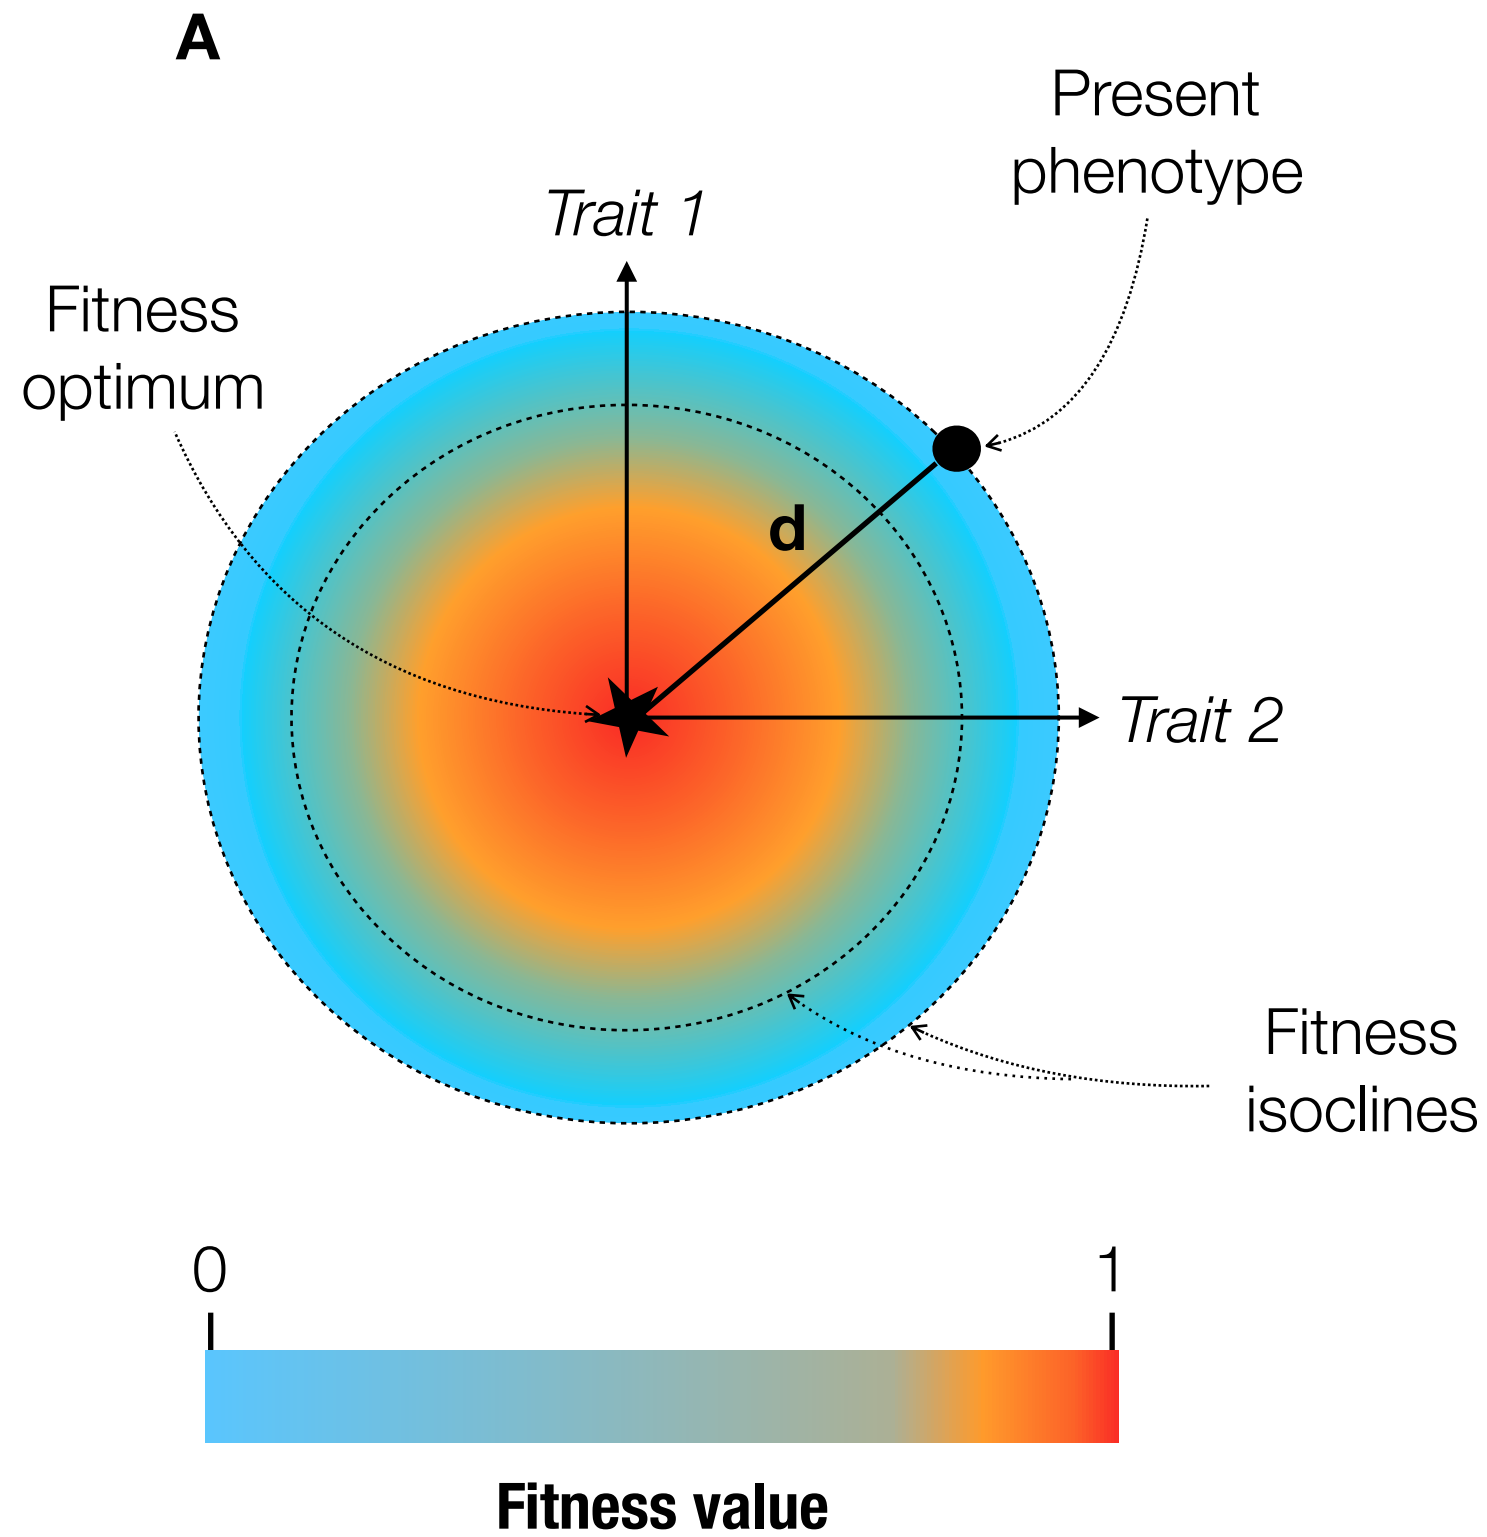 A
Present
phenotype
Trait 1
Fitness
optimum
d
Trait 2
Fitness
isoclines
0
1
Fitness value